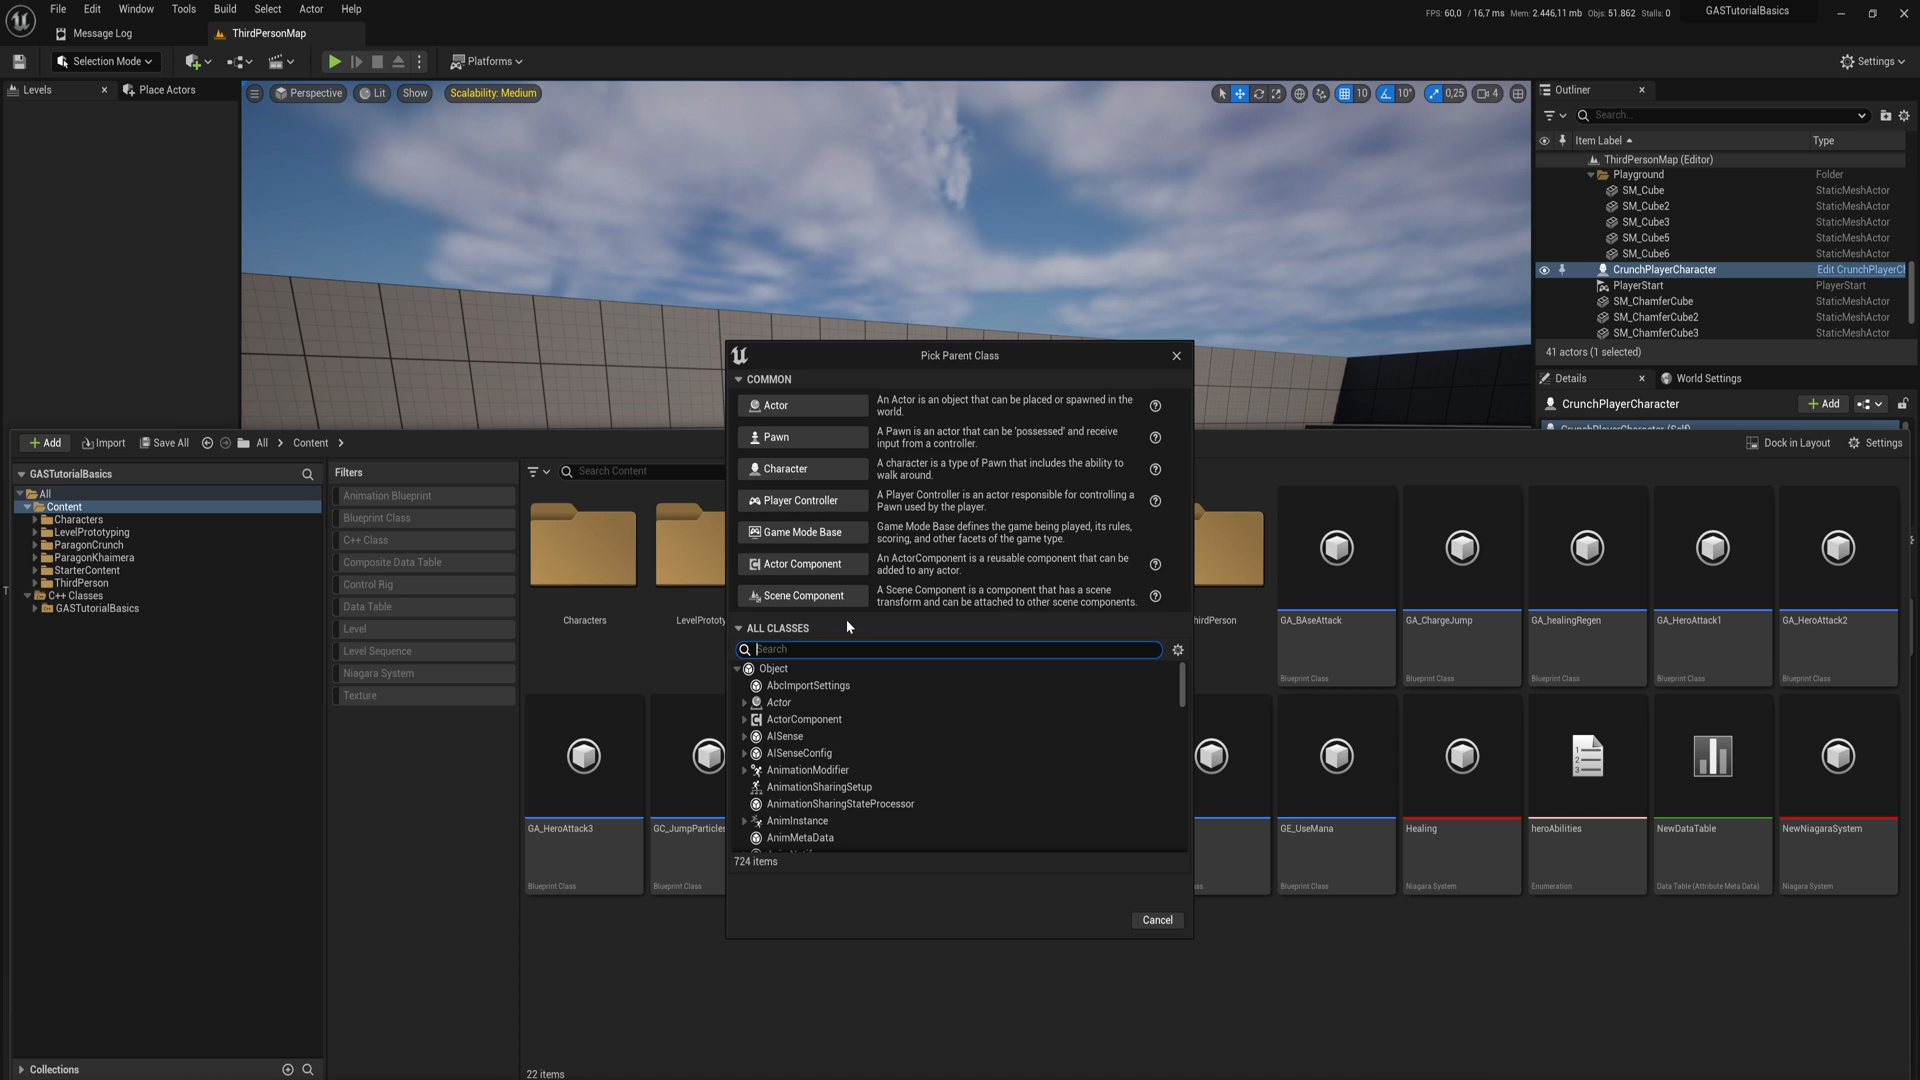 File Edit Window Tools Build Select Actor Help
FPS: 60,0 / 16,7 ms Mem: 2.446,11 mb Objs: 51.862 Stalls: 0
GASTutorialBasics
Message Log
ThirdPersonMap
Selection Mode
Platforms
Settings
Levels
Place Actors
Perspective
Lit
Show
Scalability: Medium
10
10°
0,25
4
Outliner
Search...
Item Label
Type
ThirdPersonMap (Editor)
Playground Folder
SM_Cube StaticMeshActor
SM_Cube2 StaticMeshActor
SM_Cube3 StaticMeshActor
SM_Cube5 StaticMeshActor
SM_Cube6 StaticMeshActor
CrunchPlayerCharacter Edit CrunchPlayerCl
PlayerStart PlayerStart
SM_ChamferCube StaticMeshActor
SM_ChamferCube2 StaticMeshActor
SM_ChamferCube3 StaticMeshActor
41 actors (1 selected)
Details
World Settings
CrunchPlayerCharacter
Add
CrunchPlayerCharacter (Self)
Pick Parent Class
COMMON
Actor
An Actor is an object that can be placed or spawned in the
world.
Pawn
A Pawn is an actor that can be 'possessed' and receive
input from a controller.
Character
A character is a type of Pawn that includes the ability to
walk around.
Player Controller
A Player Controller is an actor responsible for controlling a
Pawn used by the player.
Game Mode Base
Game Mode Base defines the game being played, its rules,
scoring, and other facets of the game type.
Actor Component
An ActorComponent is a reusable component that can be
added to any actor.
Scene Component
A Scene Component is a component that has a scene
transform and can be attached to other scene components.
ALL CLASSES
Search
Object
AbcImportSettings
Actor
ActorComponent
AISense
AISenseConfig
AnimationModifier
AnimationSharingSetup
AnimationSharingStateProcessor
AnimInstance
AnimMetaData
724 items
Cancel
Add
Import
Save All
All
Content
Dock in Layout
Settings
GASTutorialBasics
All
Content
Characters
LevelPrototyping
ParagonCrunch
ParagonKhaimera
StarterContent
ThirdPerson
C++ Classes
GASTutorialBasics
Collections
Filters
Animation Blueprint
Blueprint Class
C++ Class
Composite Data Table
Control Rig
Data Table
Level
Level Sequence
Niagara System
Texture
Search Content
Characters
LevelPrototy
hirdPerson
GA_BAseAttack
Blueprint Class
GA_ChargeJump
Blueprint Class
GA_healingRegen
Blueprint Class
GA_HeroAttack1
Blueprint Class
GA_HeroAttack2
Blueprint Class
GA_HeroAttack3
Blueprint Class
GC_JumpParticles
Blueprint Class
ss
GE_UseMana
Blueprint Class
Healing
Niagara System
heroAbilities
Enumeration
NewDataTable
Data Table (Attribute Meta Data)
NewNiagaraSystem
Niagara System
22 items